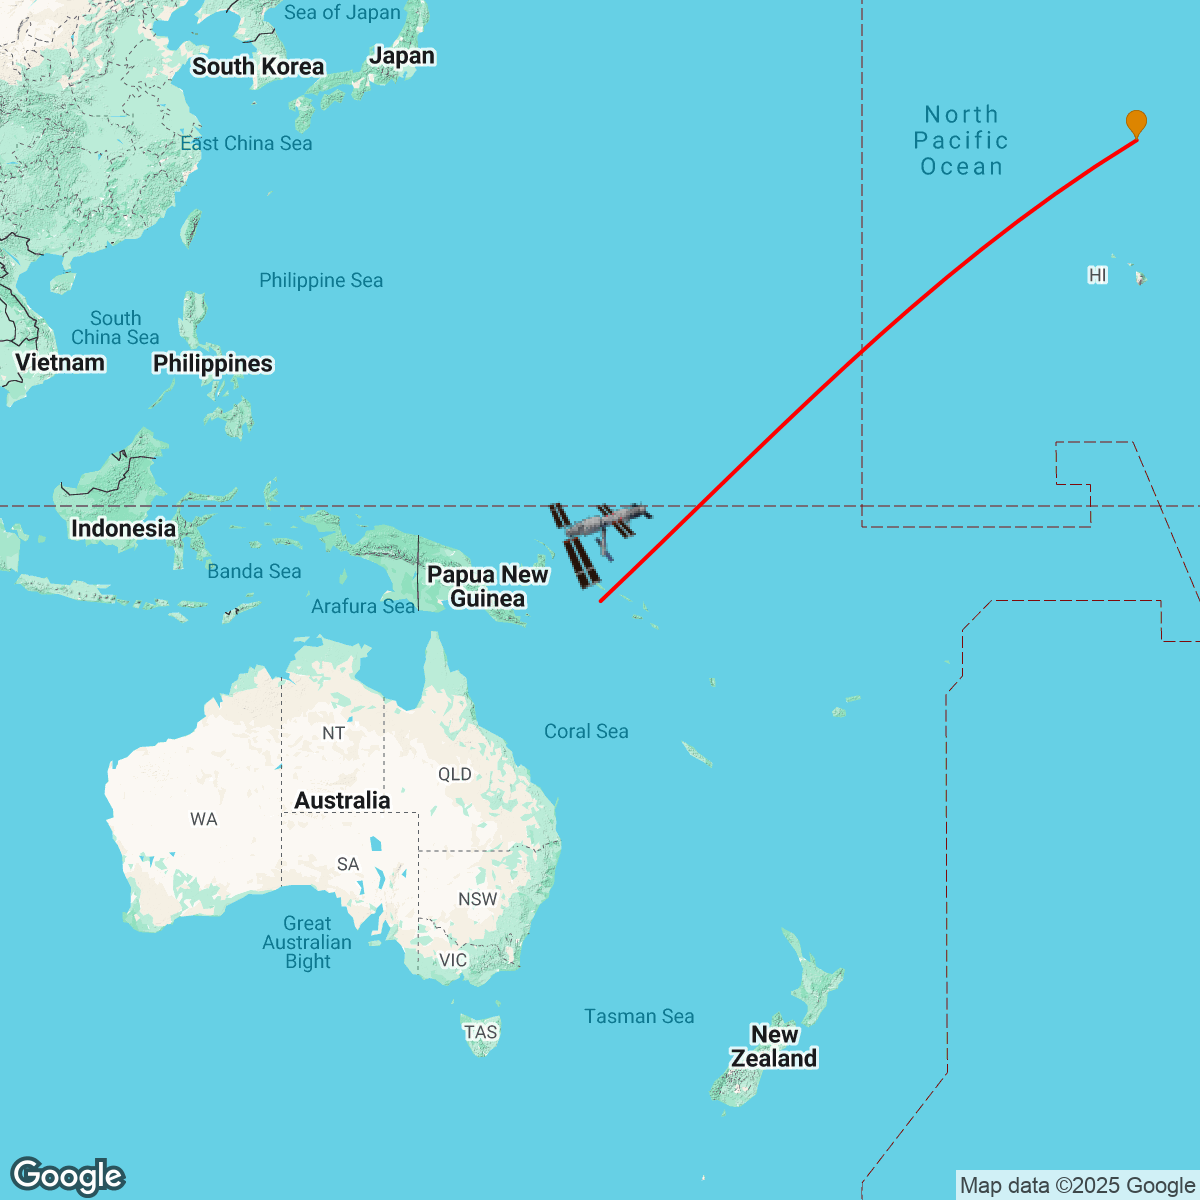 Sea of Japan
Japan
South Korea
East China Sea
North
Pacific
Ocean
Philippine Sea
HI
South
China Sea
Vietnam
Philippines
Indonesia
Banda Sea
Papua New
Guinea
Arafura Sea
Coral Sea
NT
QLD
Australia
WA
SA
NSW
Great
Australian
Bight
VIC
Tasman Sea
TAS
New
Zealand
Google
Map data ©2025 Google